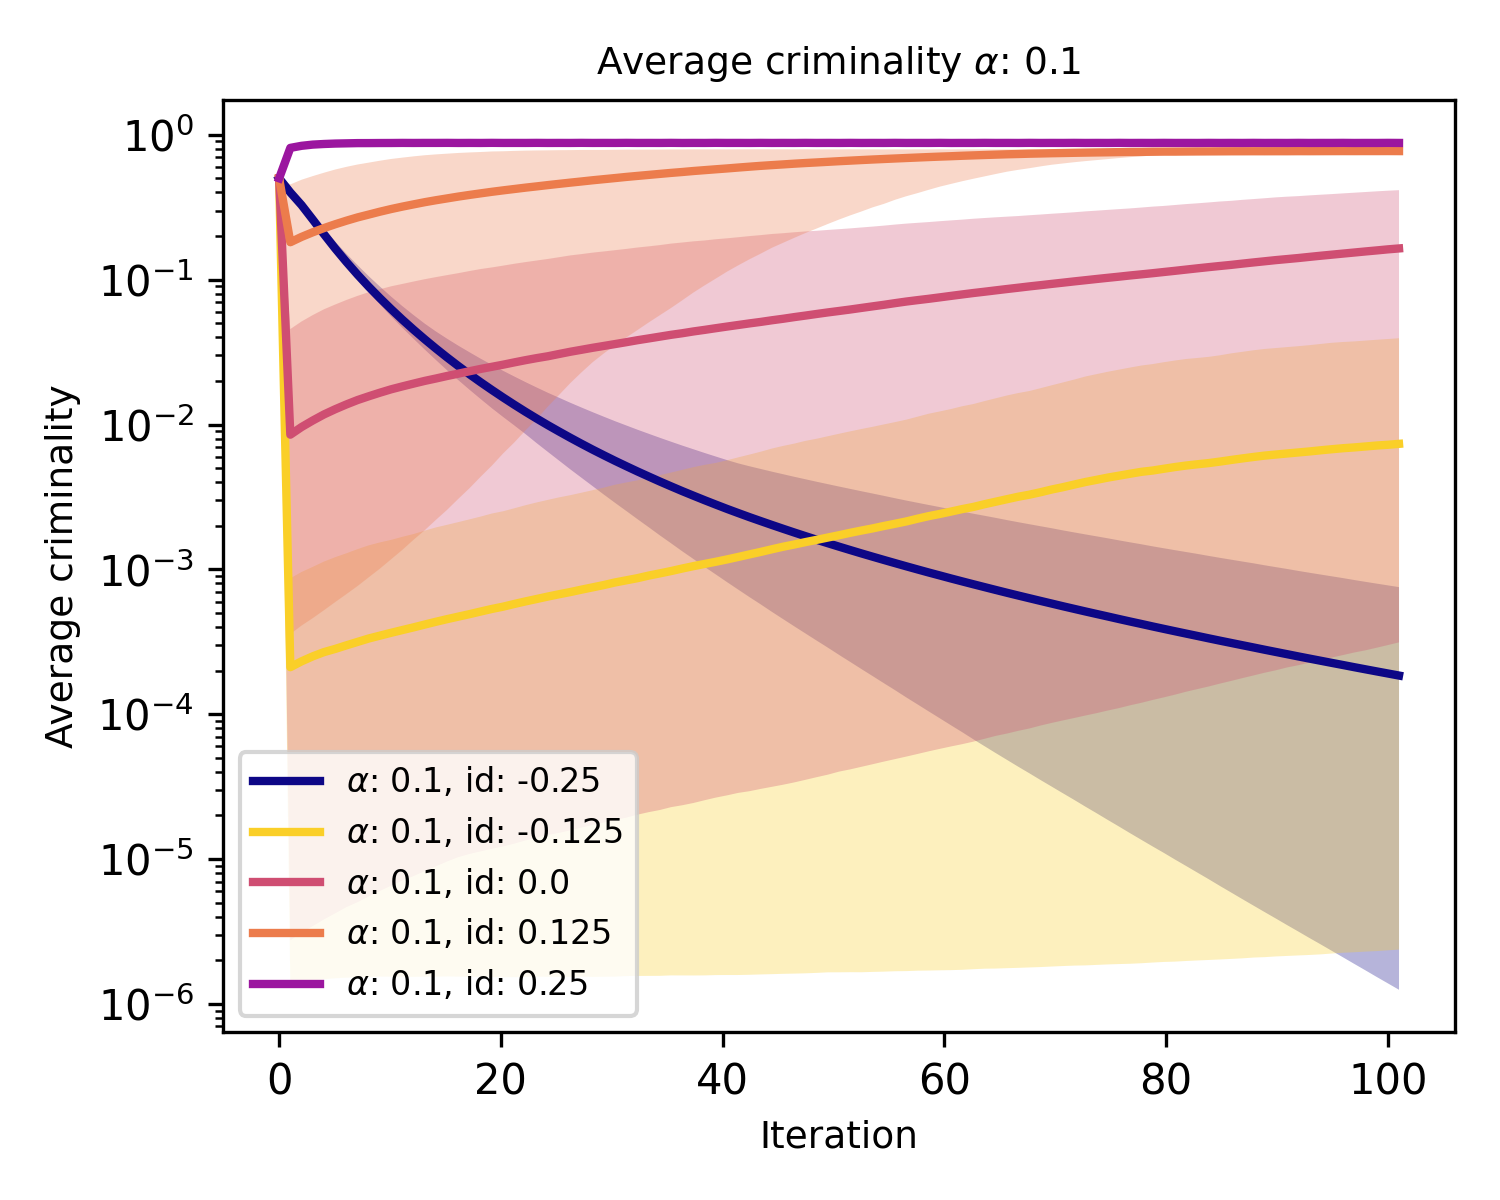 Average criminality α: 0.1
Average criminality
10⁰
10⁻¹
10⁻²
10⁻³
10⁻⁴
10⁻⁵
10⁻⁶
α: 0.1, id: -0.25
α: 0.1, id: -0.125
α: 0.1, id: 0.0
α: 0.1, id: 0.125
α: 0.1, id: 0.25
0 20 40 60 80 100
Iteration